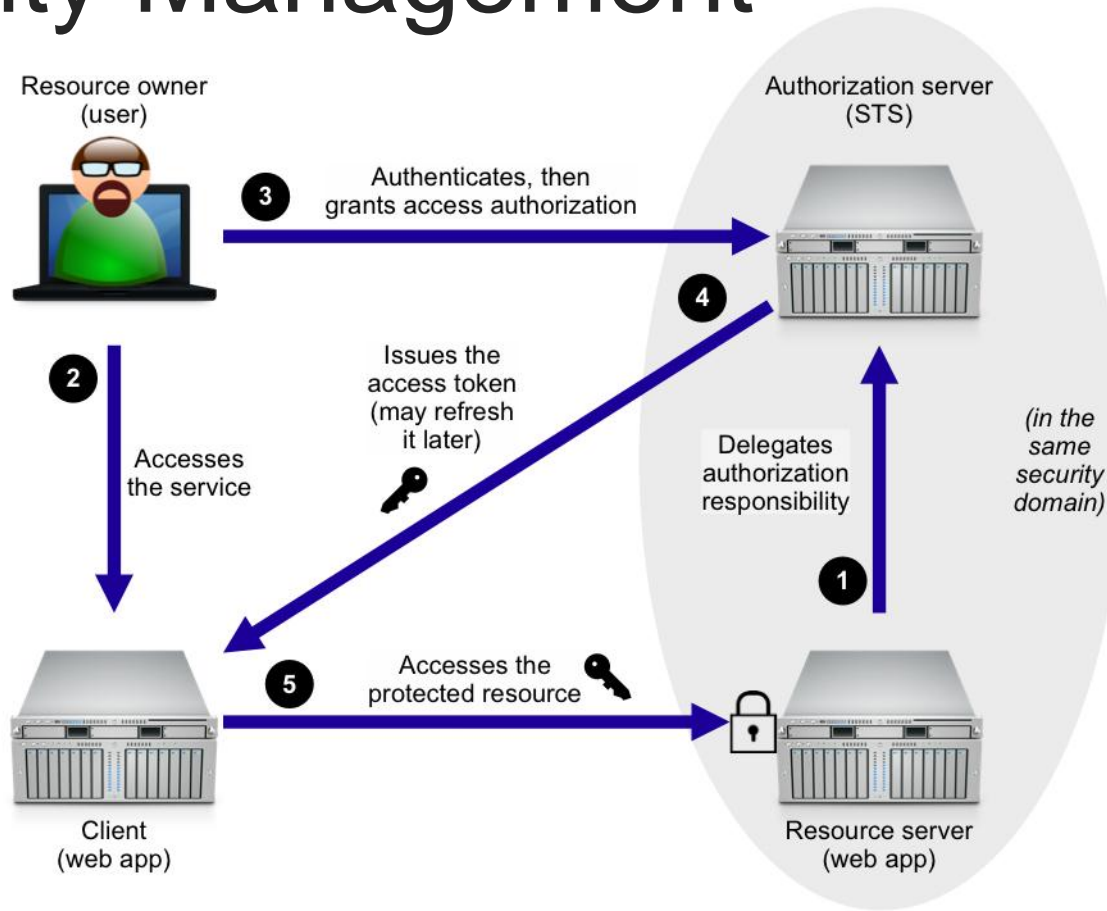 ity Management
Resource owner
(user)
Authorization server
(STS)
3
Authenticates, then
grants access authorization
4
2
Issues the
access token
(may refresh
it later)
Accesses
the service
Delegates
authorization
responsibility
(in the
same
security
domain)
1
5
Accesses the
protected resource
Client
(web app)
Resource server
(web app)